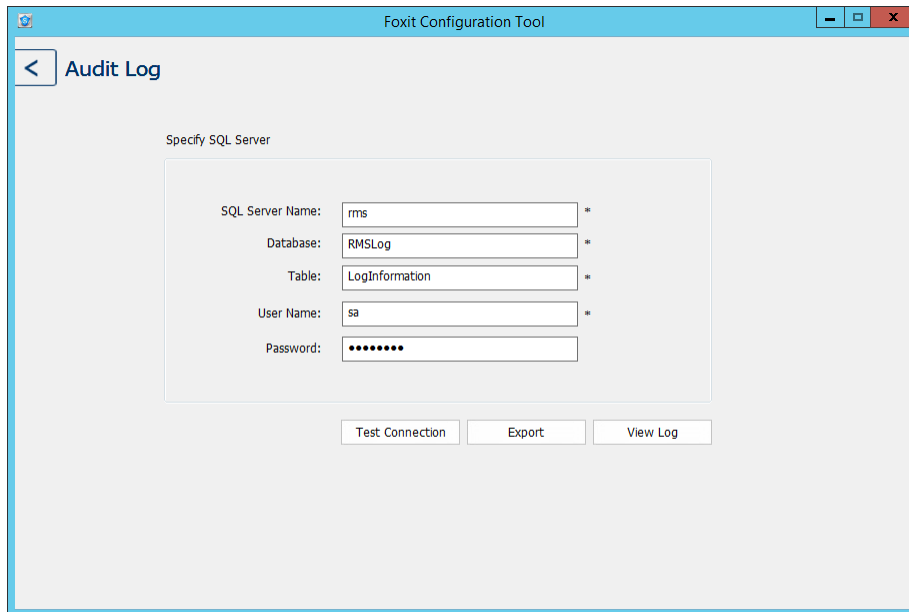 Foxit Configuration Tool
Audit Log
Specify SQL Server
SQL Server Name: rms *
Database: RMSLog *
Table: LogInformation *
User Name: sa *
Password: ••••••••
Test Connection Export View Log